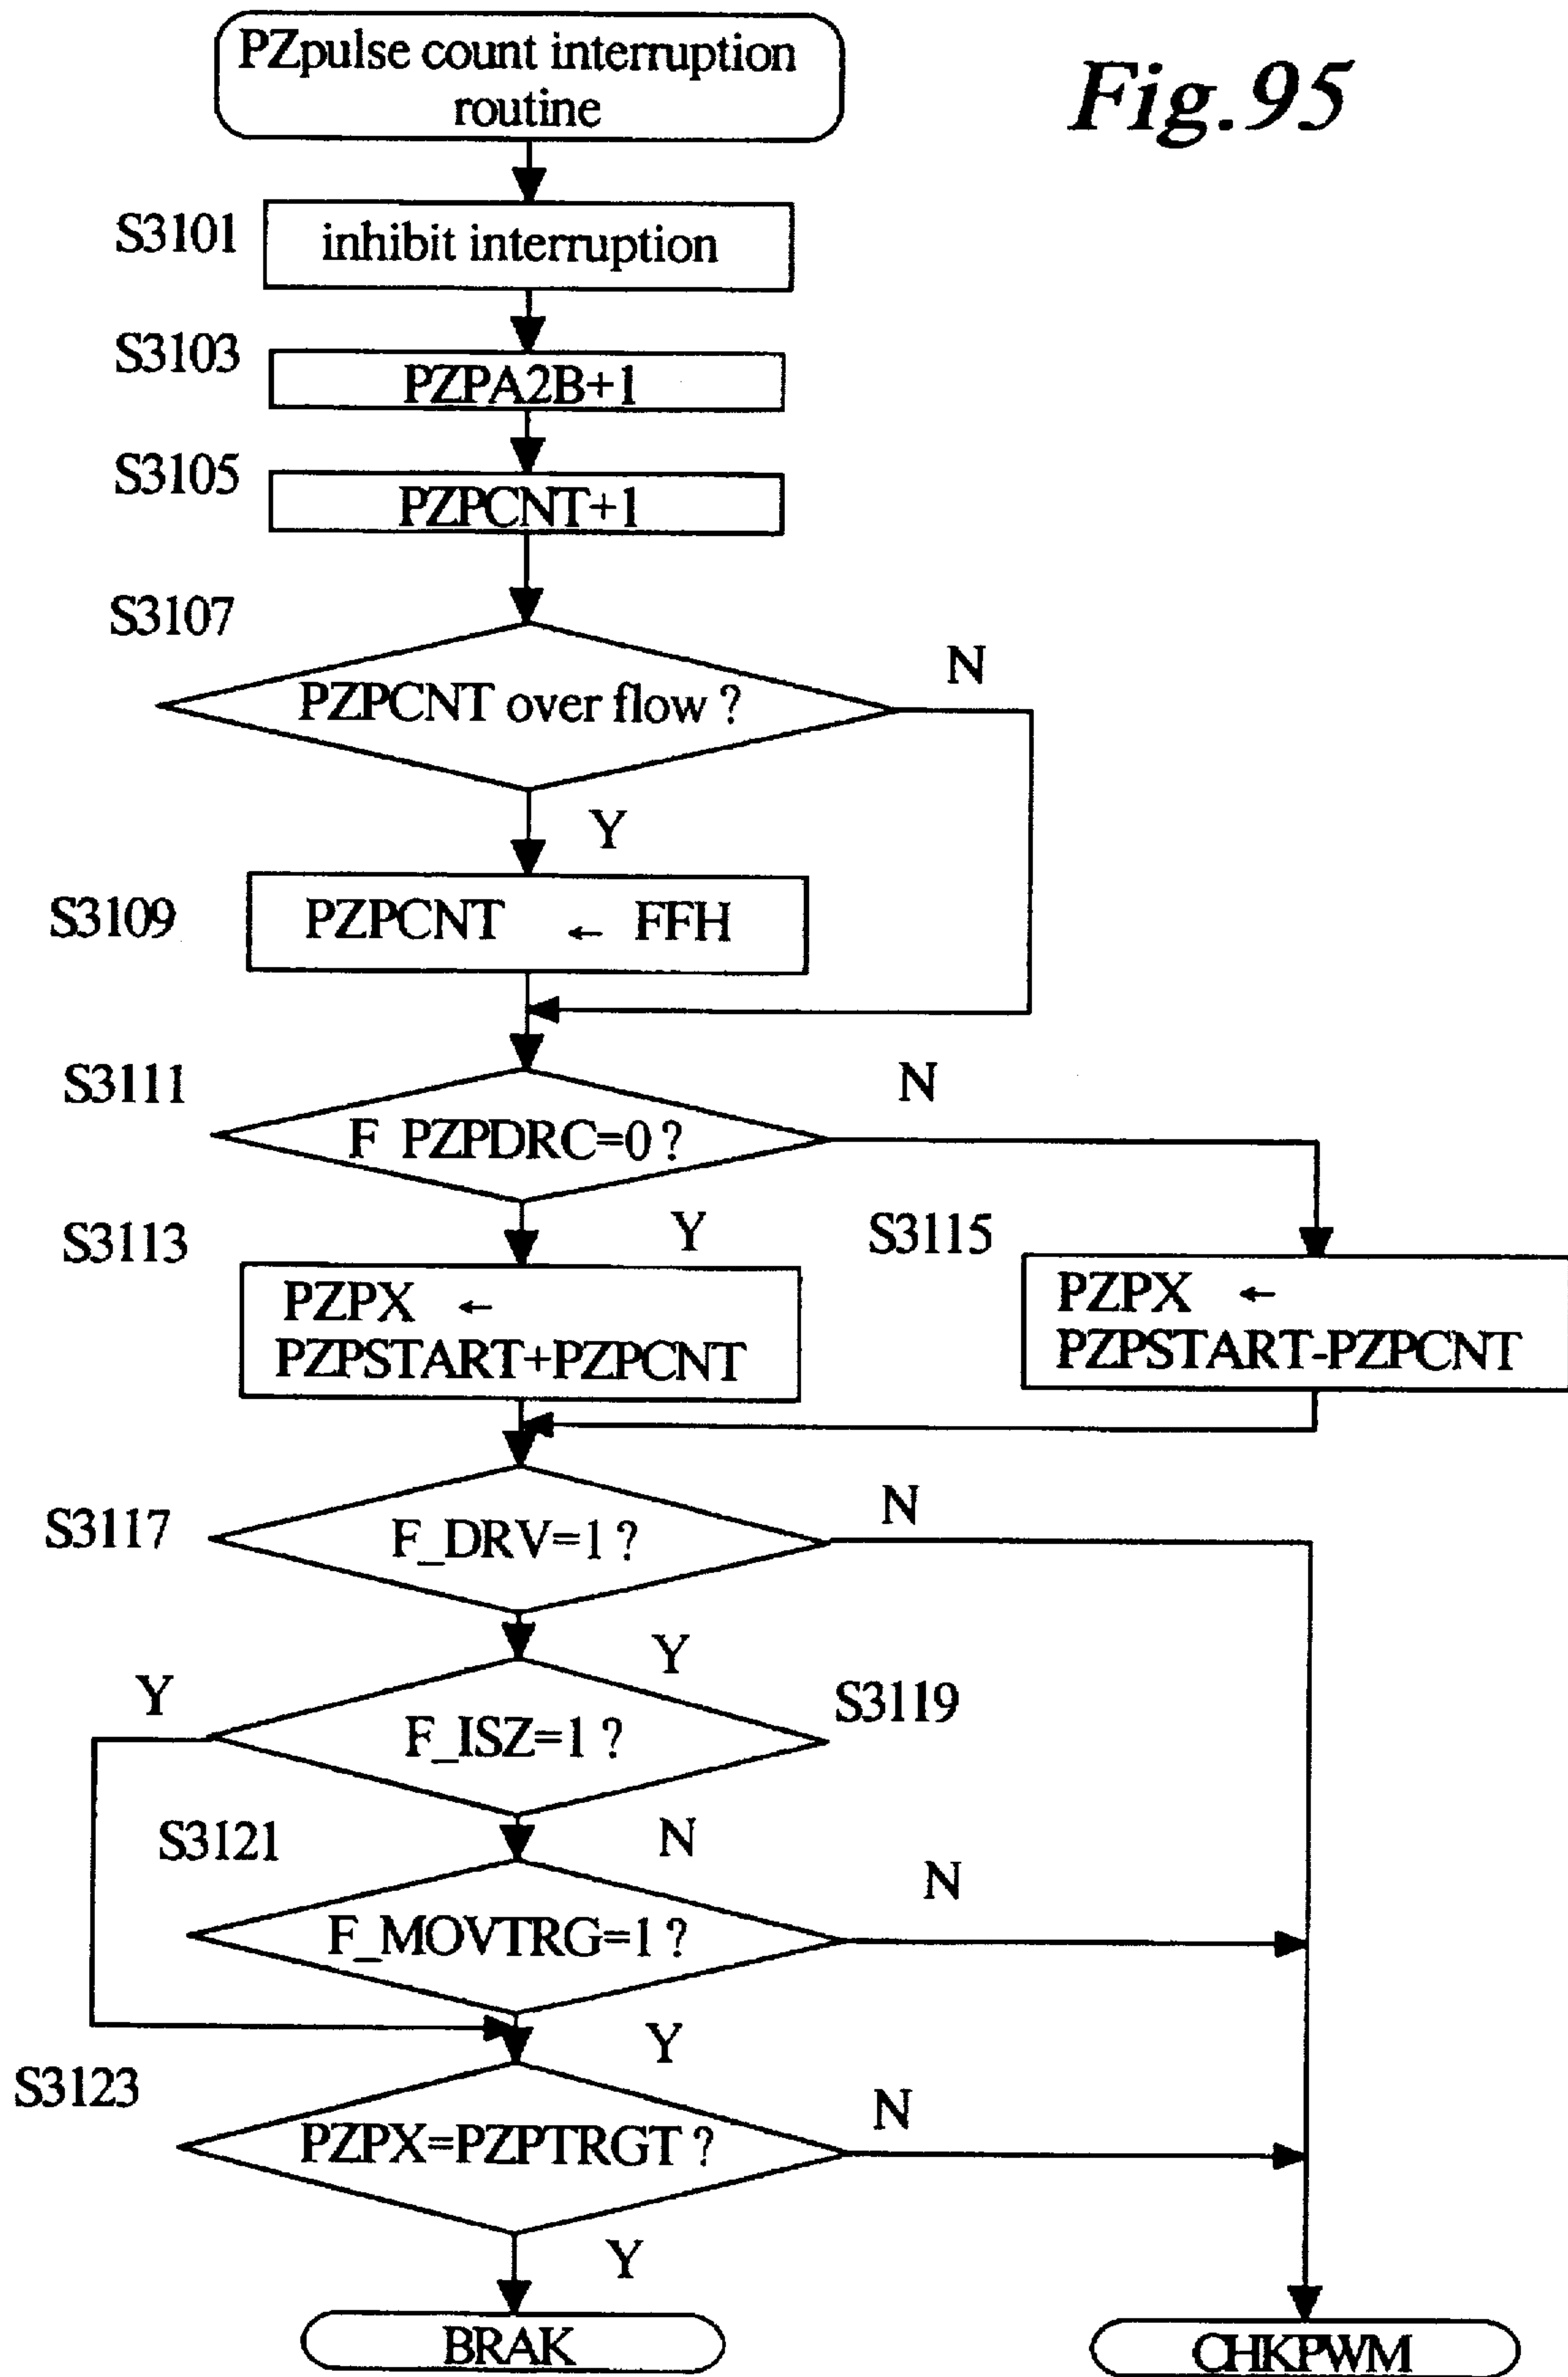 PZpulse count interruption
routine
Fig.95
S3101
inhibit interruption
S3103
PZPA2B+1
S3105
PZPCNT+1
S3107
N
PZPCNT over flow ?
Y
S3109
PZPCNT ← FFH
S3111
N
F PZPDRC=0 ?
S3113
Y
S3115
PZPX ←
PZPSTART+PZPCNT
PZPX ←
PZPSTART-PZPCNT
S3117
N
F_DRV=1 ?
Y
Y
S3119
F_ISZ=1 ?
S3121
N
N
F_MOVTRG=1 ?
Y
S3123
N
PZPX=PZPTRGT ?
Y
BRAK
CHKPWM